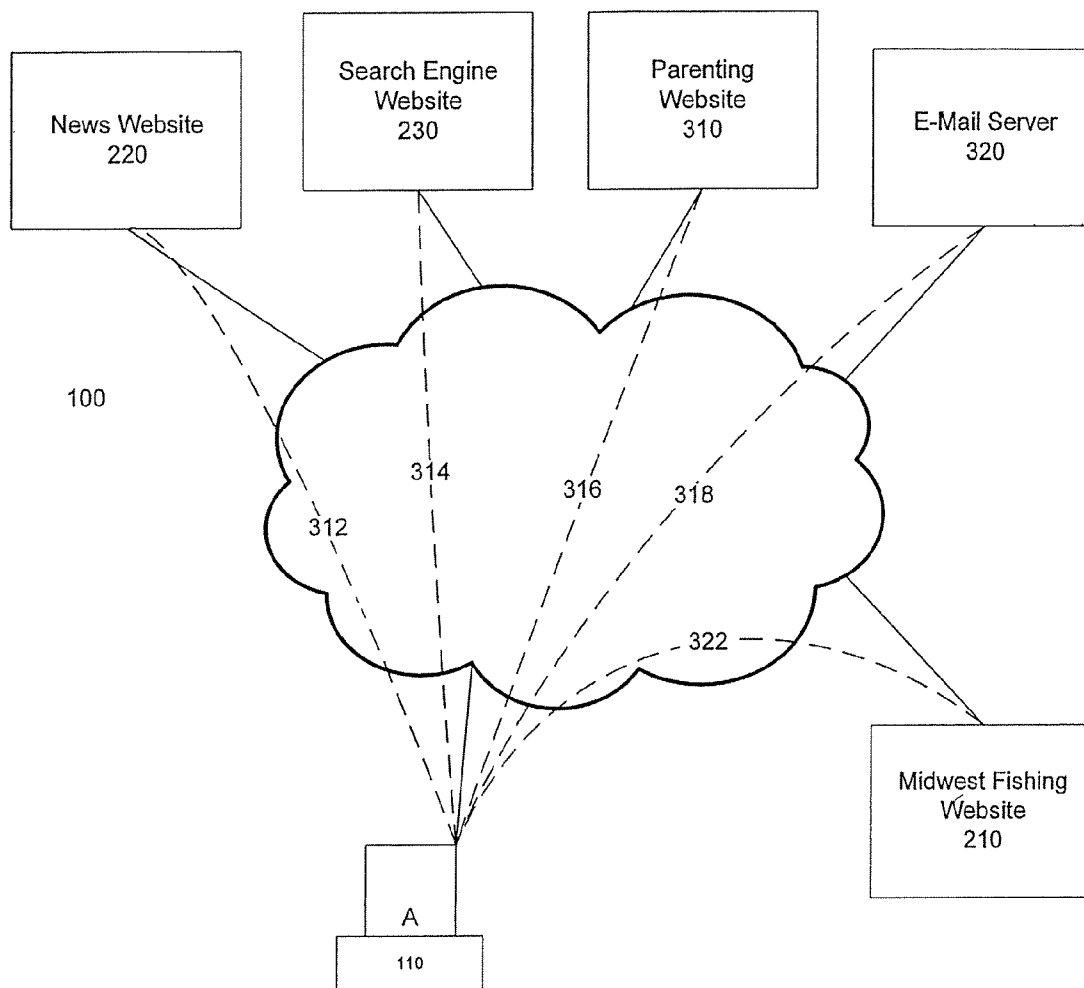 News Website
220
Search Engine
Website
230
Parenting
Website
310
E-Mail Server
320
100
314
316
318
312
322
Midwest Fishing
Website
210
A
110